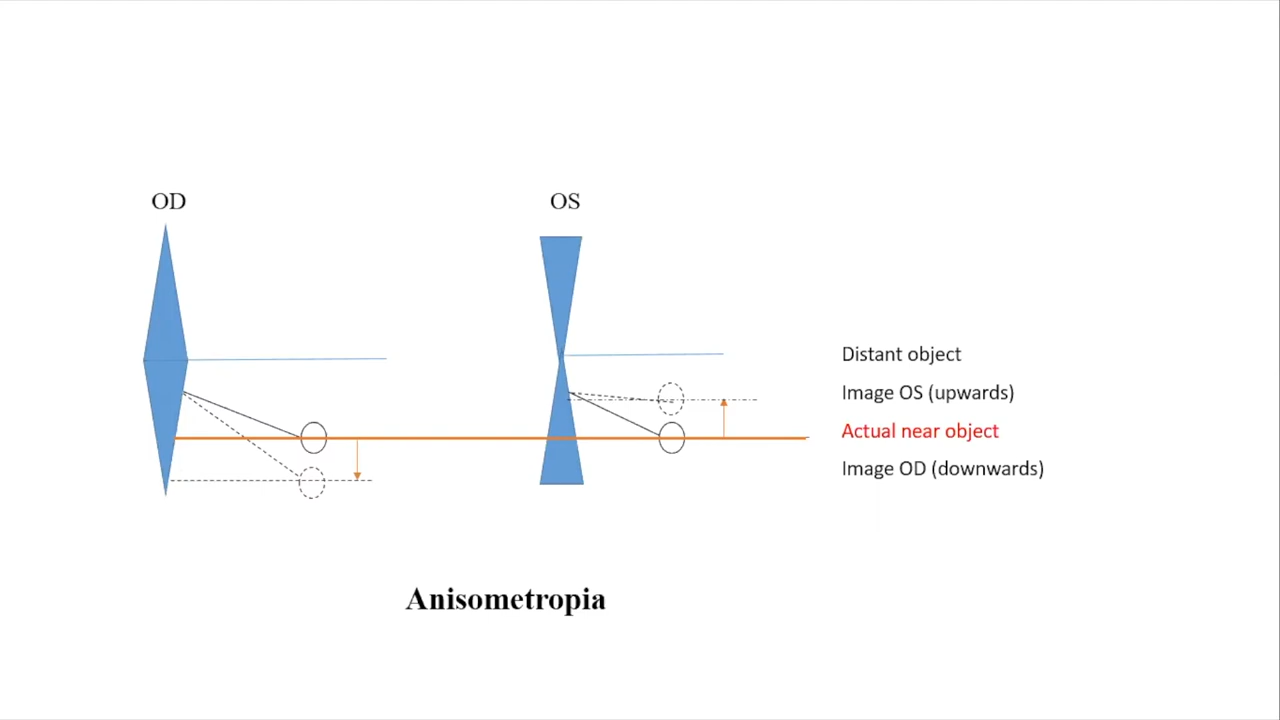 OD
OS
Distant object
Image OS (upwards)
Actual near object
Image OD (downwards)
Anisometropia